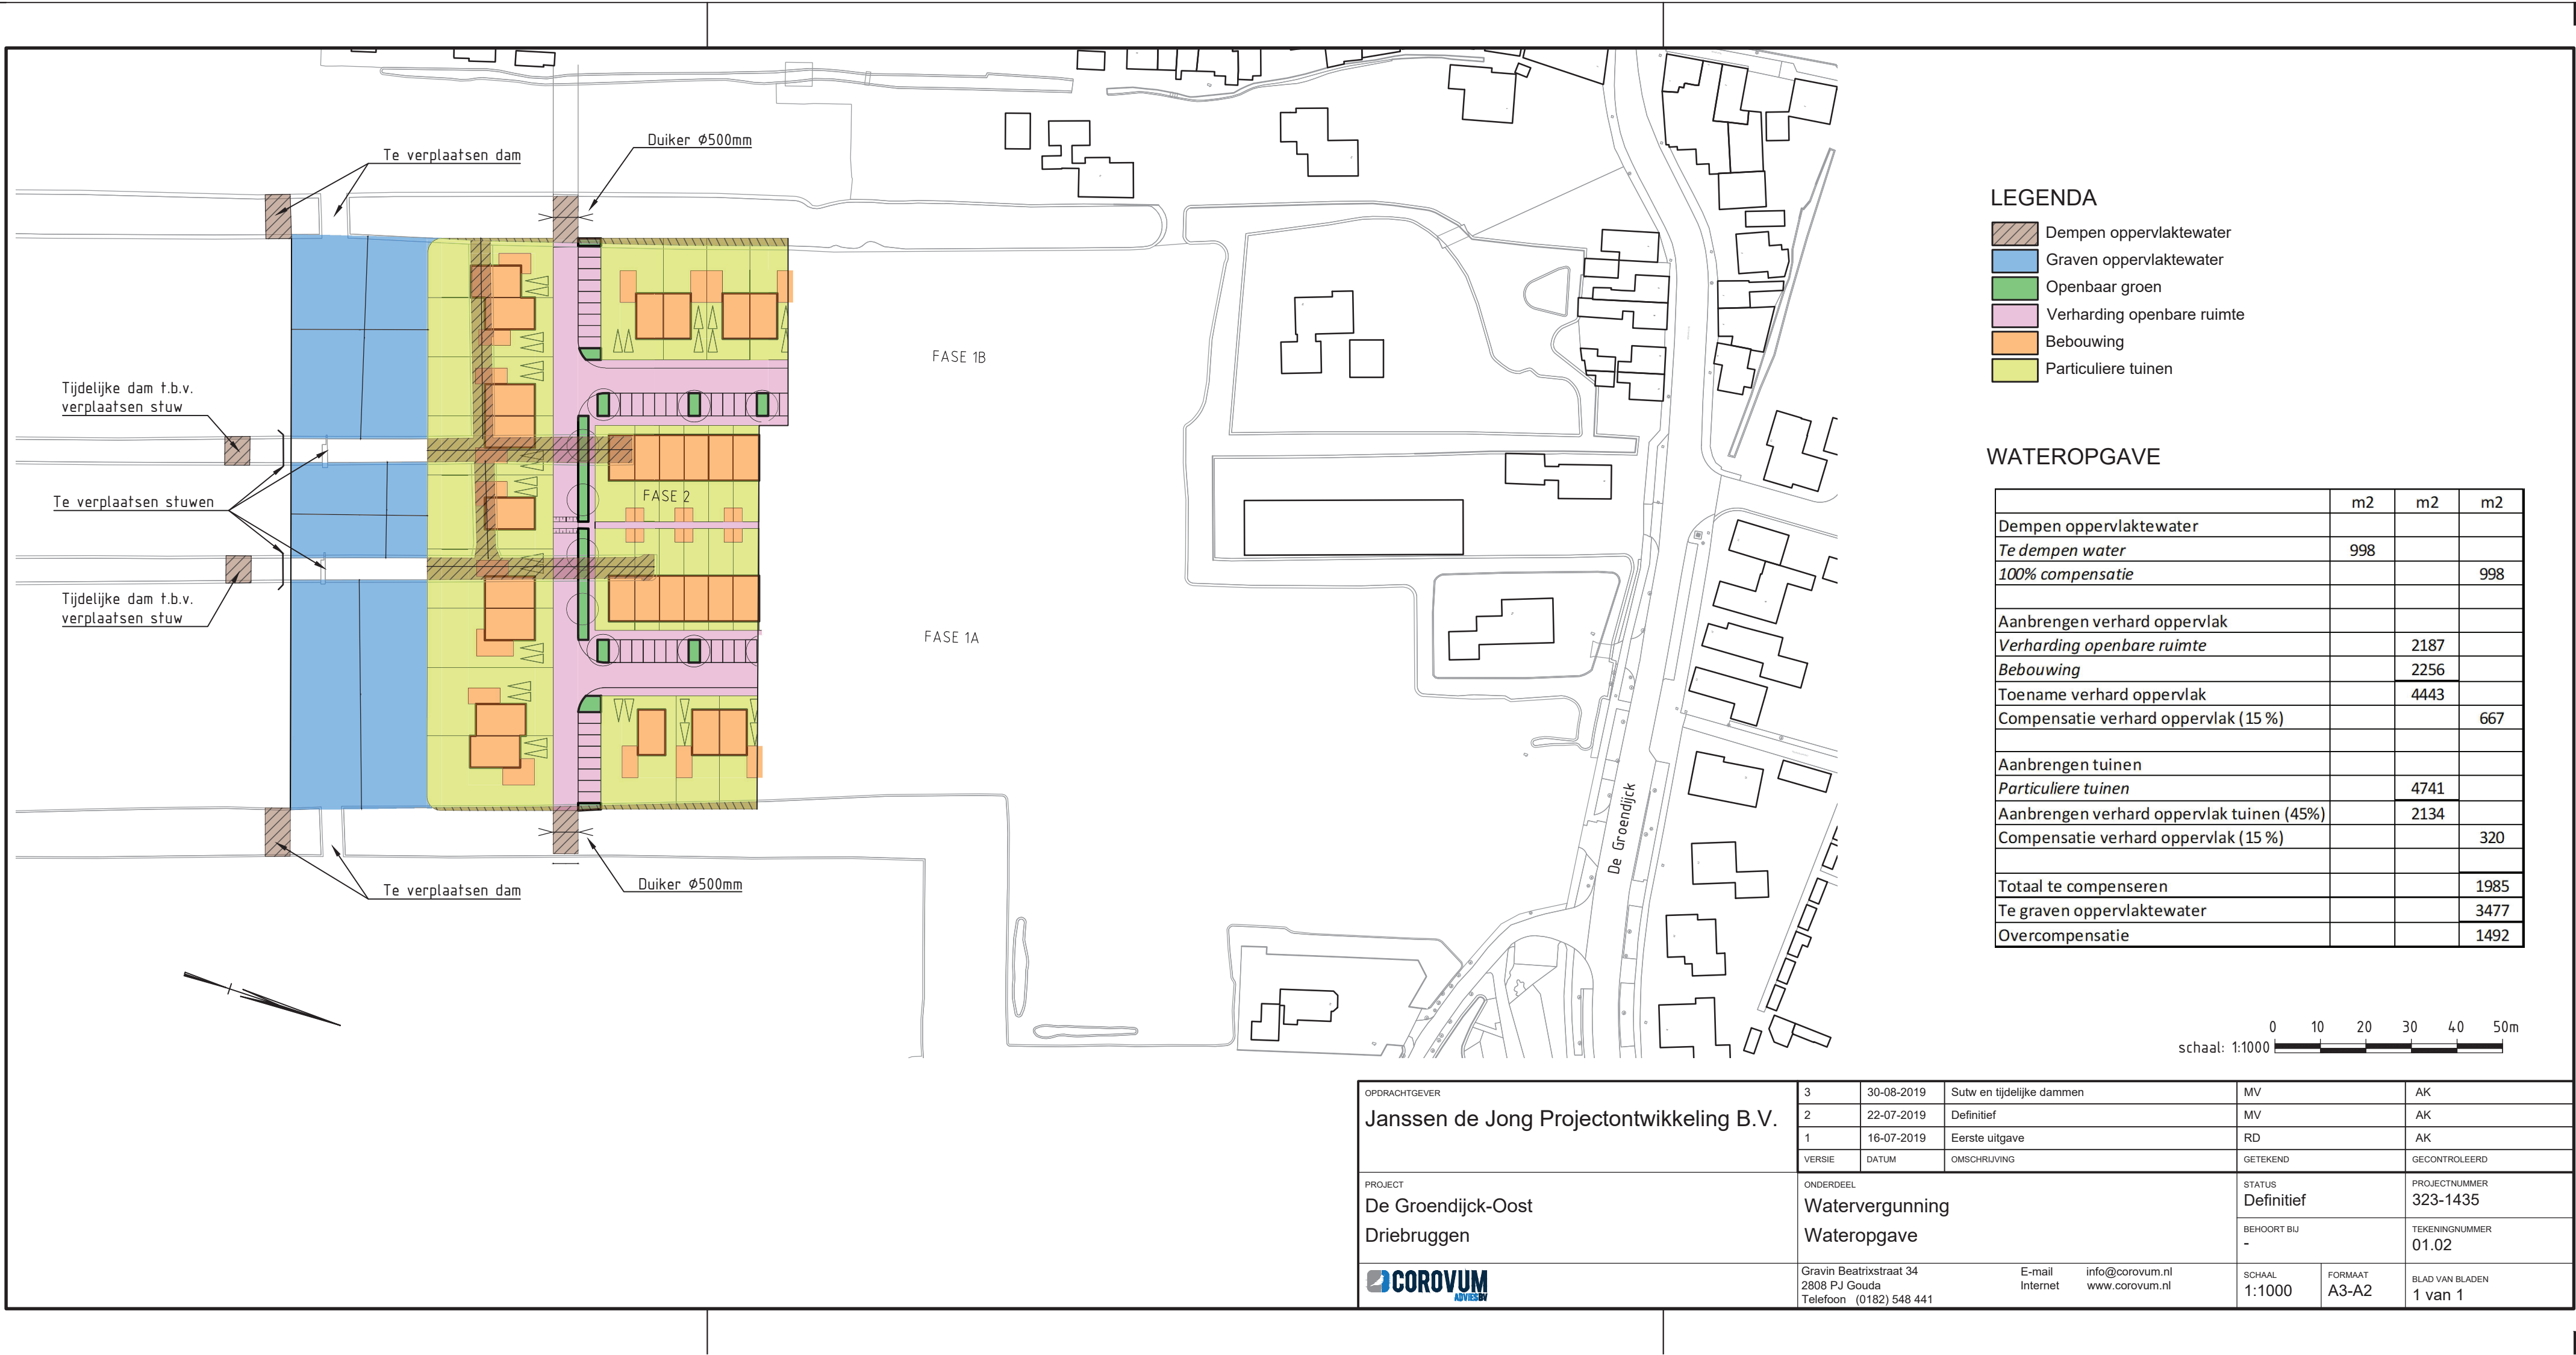 Te verplaatsen dam
Duiker Ø500mm
Tijdelijke dam t.b.v.
verplaatsen stuw
Te verplaatsen stuwen
Tijdelijke dam t.b.v.
verplaatsen stuw
Te verplaatsen dam
Duiker Ø500mm
FASE 1B
FASE 2
FASE 1A
De Groendijck
LEGENDA
Dempen oppervlaktewater
Graven oppervlaktewater
Openbaar groen
Verharding openbare ruimte
Bebouwing
Particuliere tuinen
WATEROPGAVE
m2 m2 m2
Dempen oppervlaktewater
Te dempen water 998
100% compensatie 998
Aanbrengen verhard oppervlak
Verharding openbare ruimte 2187
Bebouwing 2256
Toename verhard oppervlak 4443
Compensatie verhard oppervlak (15 %) 667
Aanbrengen tuinen
Particuliere tuinen 4741
Aanbrengen verhard oppervlak tuinen (45%) 2134
Compensatie verhard oppervlak (15 %) 320
Totaal te compenseren 1985
Te graven oppervlaktewater 3477
Overcompensatie 1492
0 10 20 30 40 50m
schaal: 1:1000
OPDRACHTGEVER
Janssen de Jong Projectontwikkeling B.V.
3 30-08-2019 Sutw en tijdelijke dammen MV AK
2 22-07-2019 Definitief MV AK
1 16-07-2019 Eerste uitgave RD AK
VERSIE DATUM OMSCHRIJVING GETEKEND GECONTROLEERD
PROJECT
De Groendijck-Oost
Driebruggen
ONDERDEEL
Watervergunning
Wateropgave
STATUS
Definitief
PROJECTNUMMER
323-1435
BEHOORT BIJ
-
TEKENINGNUMMER
01.02
COROVUM
ADVIESBV
Gravin Beatrixstraat 34
2808 PJ Gouda
Telefoon (0182) 548 441
E-mail info@corovum.nl
Internet www.corovum.nl
SCHAAL
1:1000
FORMAAT
A3-A2
BLAD VAN BLADEN
1 van 1